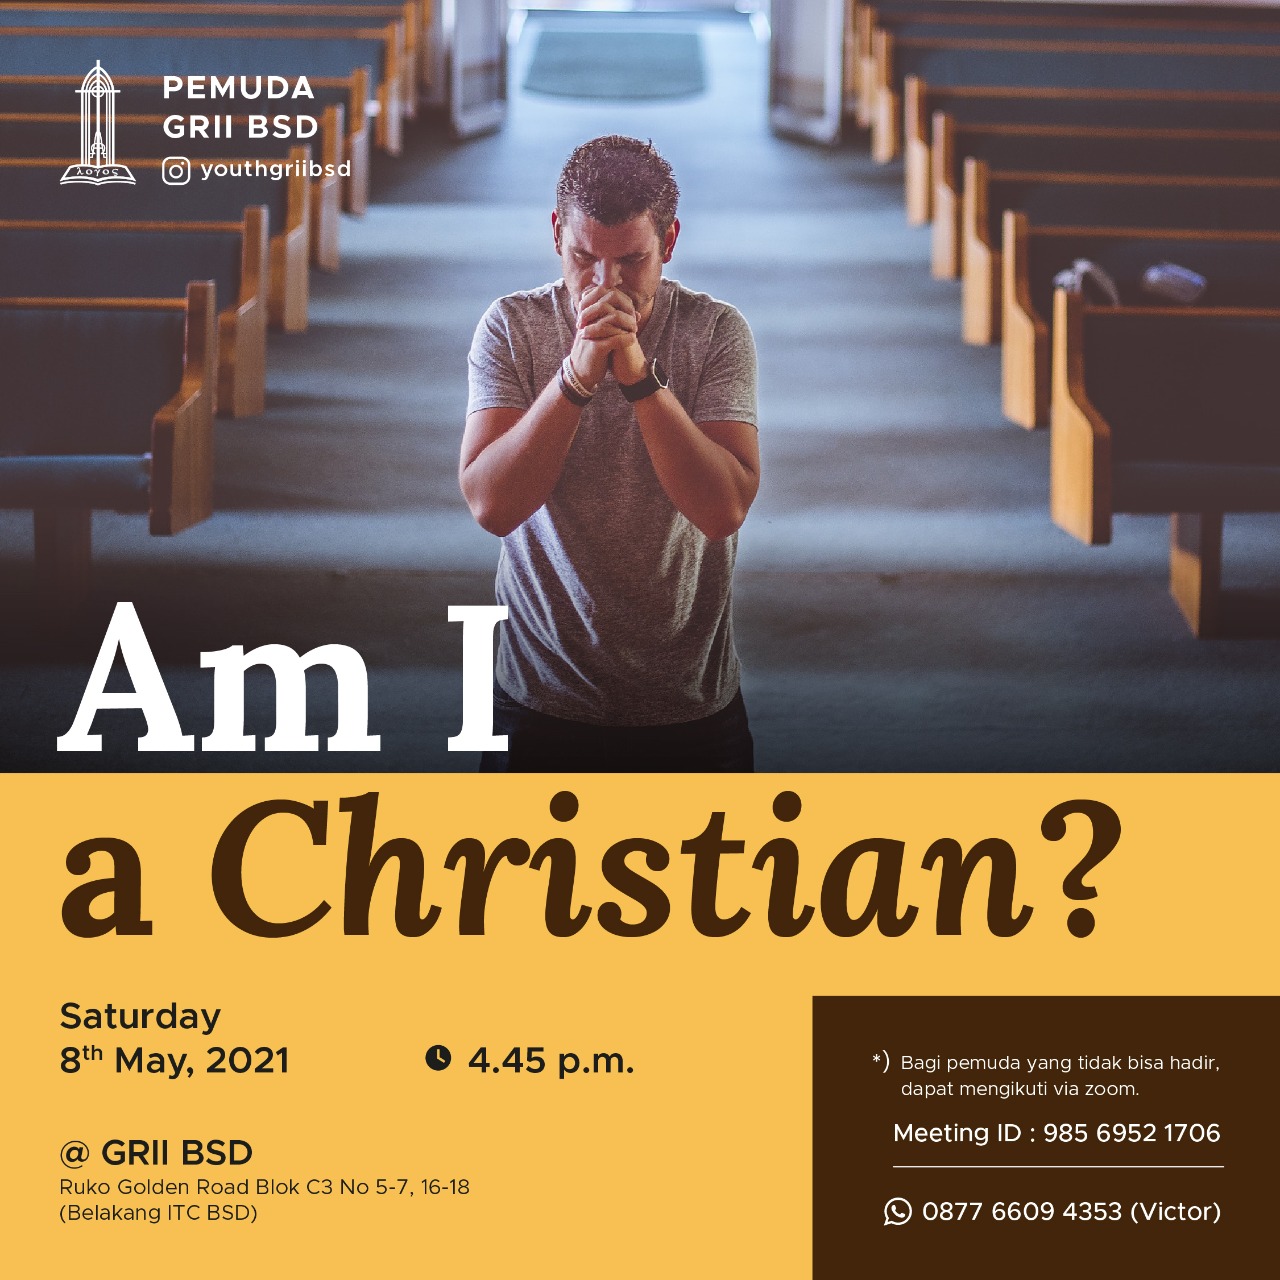 PEMUDA
GRII BSD
youthgriibsd
λογος
Am I
a Christian?
Saturday
8th May, 2021
4.45 p.m.
@ GRII BSD
Ruko Golden Road Blok C3 No 5-7, 16-18
(Belakang ITC BSD)
*) Bagi pemuda yang tidak bisa hadir,
dapat mengikuti via zoom.
Meeting ID : 985 6952 1706
0877 6609 4353 (Victor)